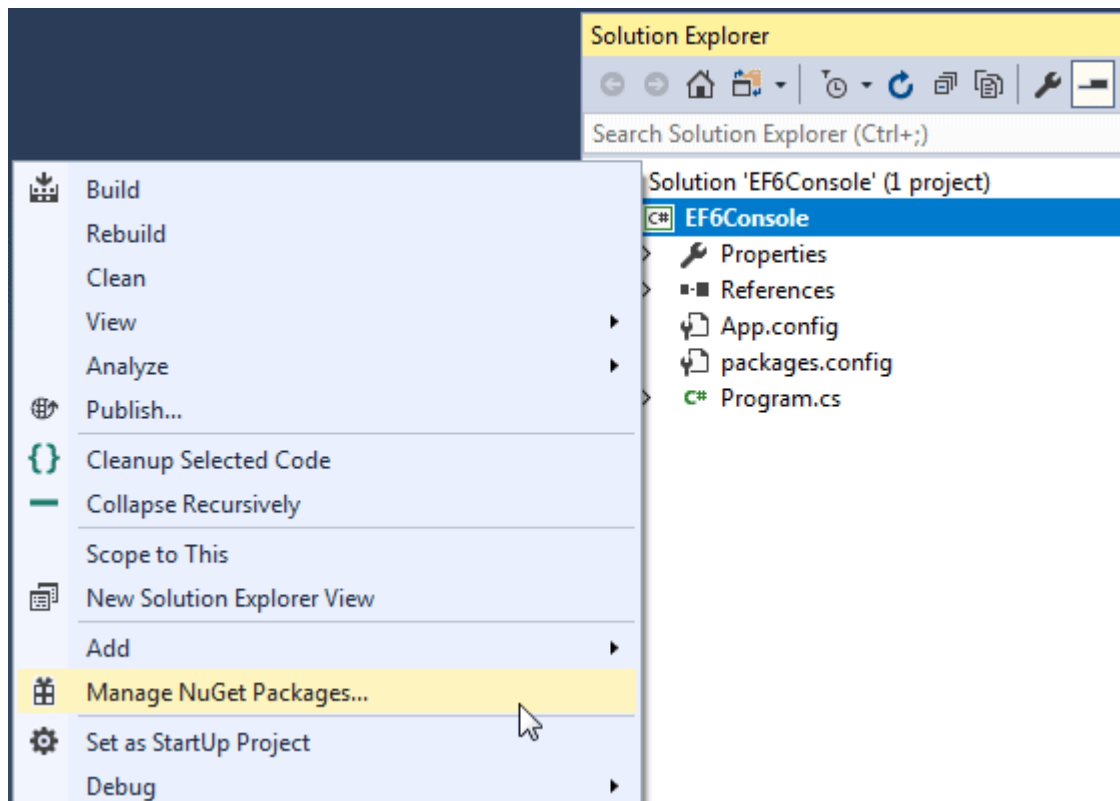 Solution Explorer
Search Solution Explorer (Ctrl+;)
Solution 'EF6Console' (1 project)
C# EF6Console
Properties
References
App.config
packages.config
C# Program.cs
Build
Rebuild
Clean
View
Analyze
Publish...
Cleanup Selected Code
Collapse Recursively
Scope to This
New Solution Explorer View
Add
Manage NuGet Packages...
Set as StartUp Project
Debug